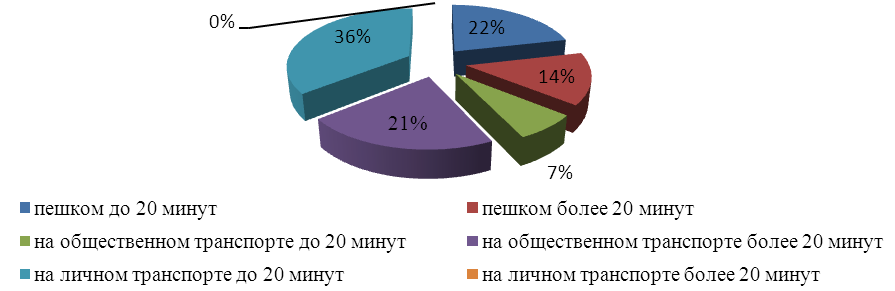 0%
22%
36%
14%
21%
7%
пешком до 20 минут
пешком более 20 минут
на общественном транспорте до 20 минут
на общественном транспорте более 20 минут
на личном транспорте до 20 минут
на личном транспорте более 20 минут